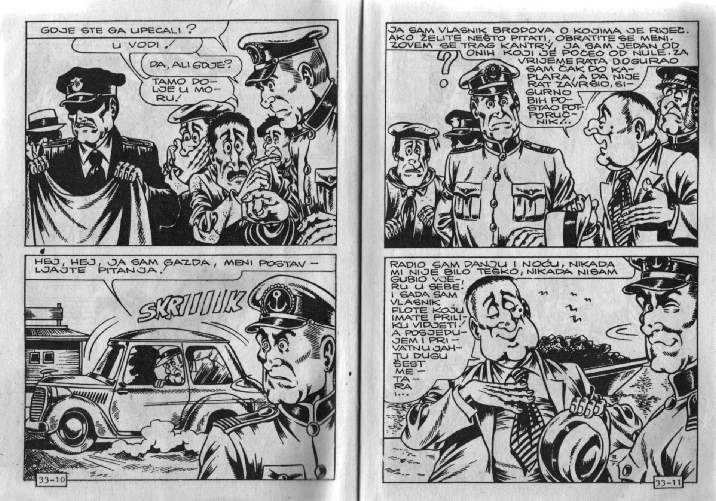 GDJE STE GA UPECALI?
U VODI!
DA, ALI GDJE?
TAMO DO-
LJE U MO-
RU!
HEJ, HEJ, JA SAM GAZDA, MENI POSTAV-
LJAJTE PITANJA!
SKRIIIIIK
33-10
JA SAM VLASNIK BRODOVA O KOJIMA JE RIJEČ.
AKO ŽELITE NEŠTO PITATI, OBRATITE SE MENI.
ZOVEM SE TRAG KANTRY, JA SAM JEDAN OD
ONIH KOJI JE POČEO OD NULE. ZA
VRIJEME RATA DOGURAO
SAM ČAK DO KA-
PLARA, A DA NIJE
RAT ZAVRŠIO, SI-
GURNO
BIH PO-
STAO POT-
PORUČ-
NIK!...
?
RADIO SAM DANJU I NOĆU, NIKADA
MI NIJE BILO TEŠKO, NIKADA NISAM
GUBIO VJE-
RU U SEBE!
I SADA SAM
VLASNIK
FLOTE KOJU
IMATE PRILI-
KU VIDJETI!
A POSJEDU-
JEM I PRI-
VATNU JAH-
TU DUGU
ŠEST
ME-
TA-
RA
I...
33-11